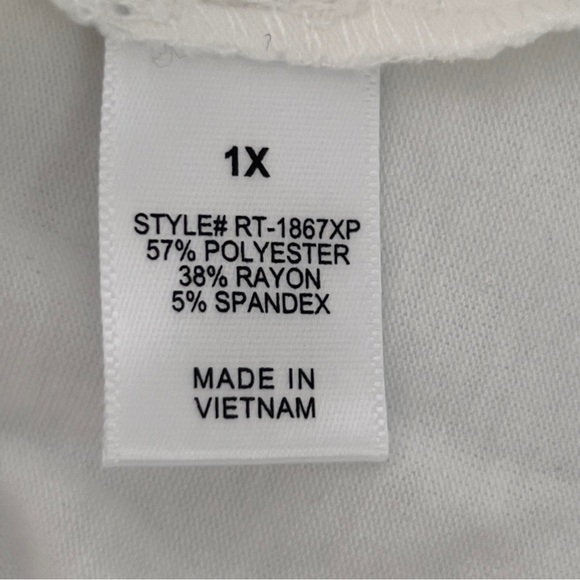 1X
STYLE# RT-1867XP
57% POLYESTER
38% RAYON
5% SPANDEX
MADE IN
VIETNAM